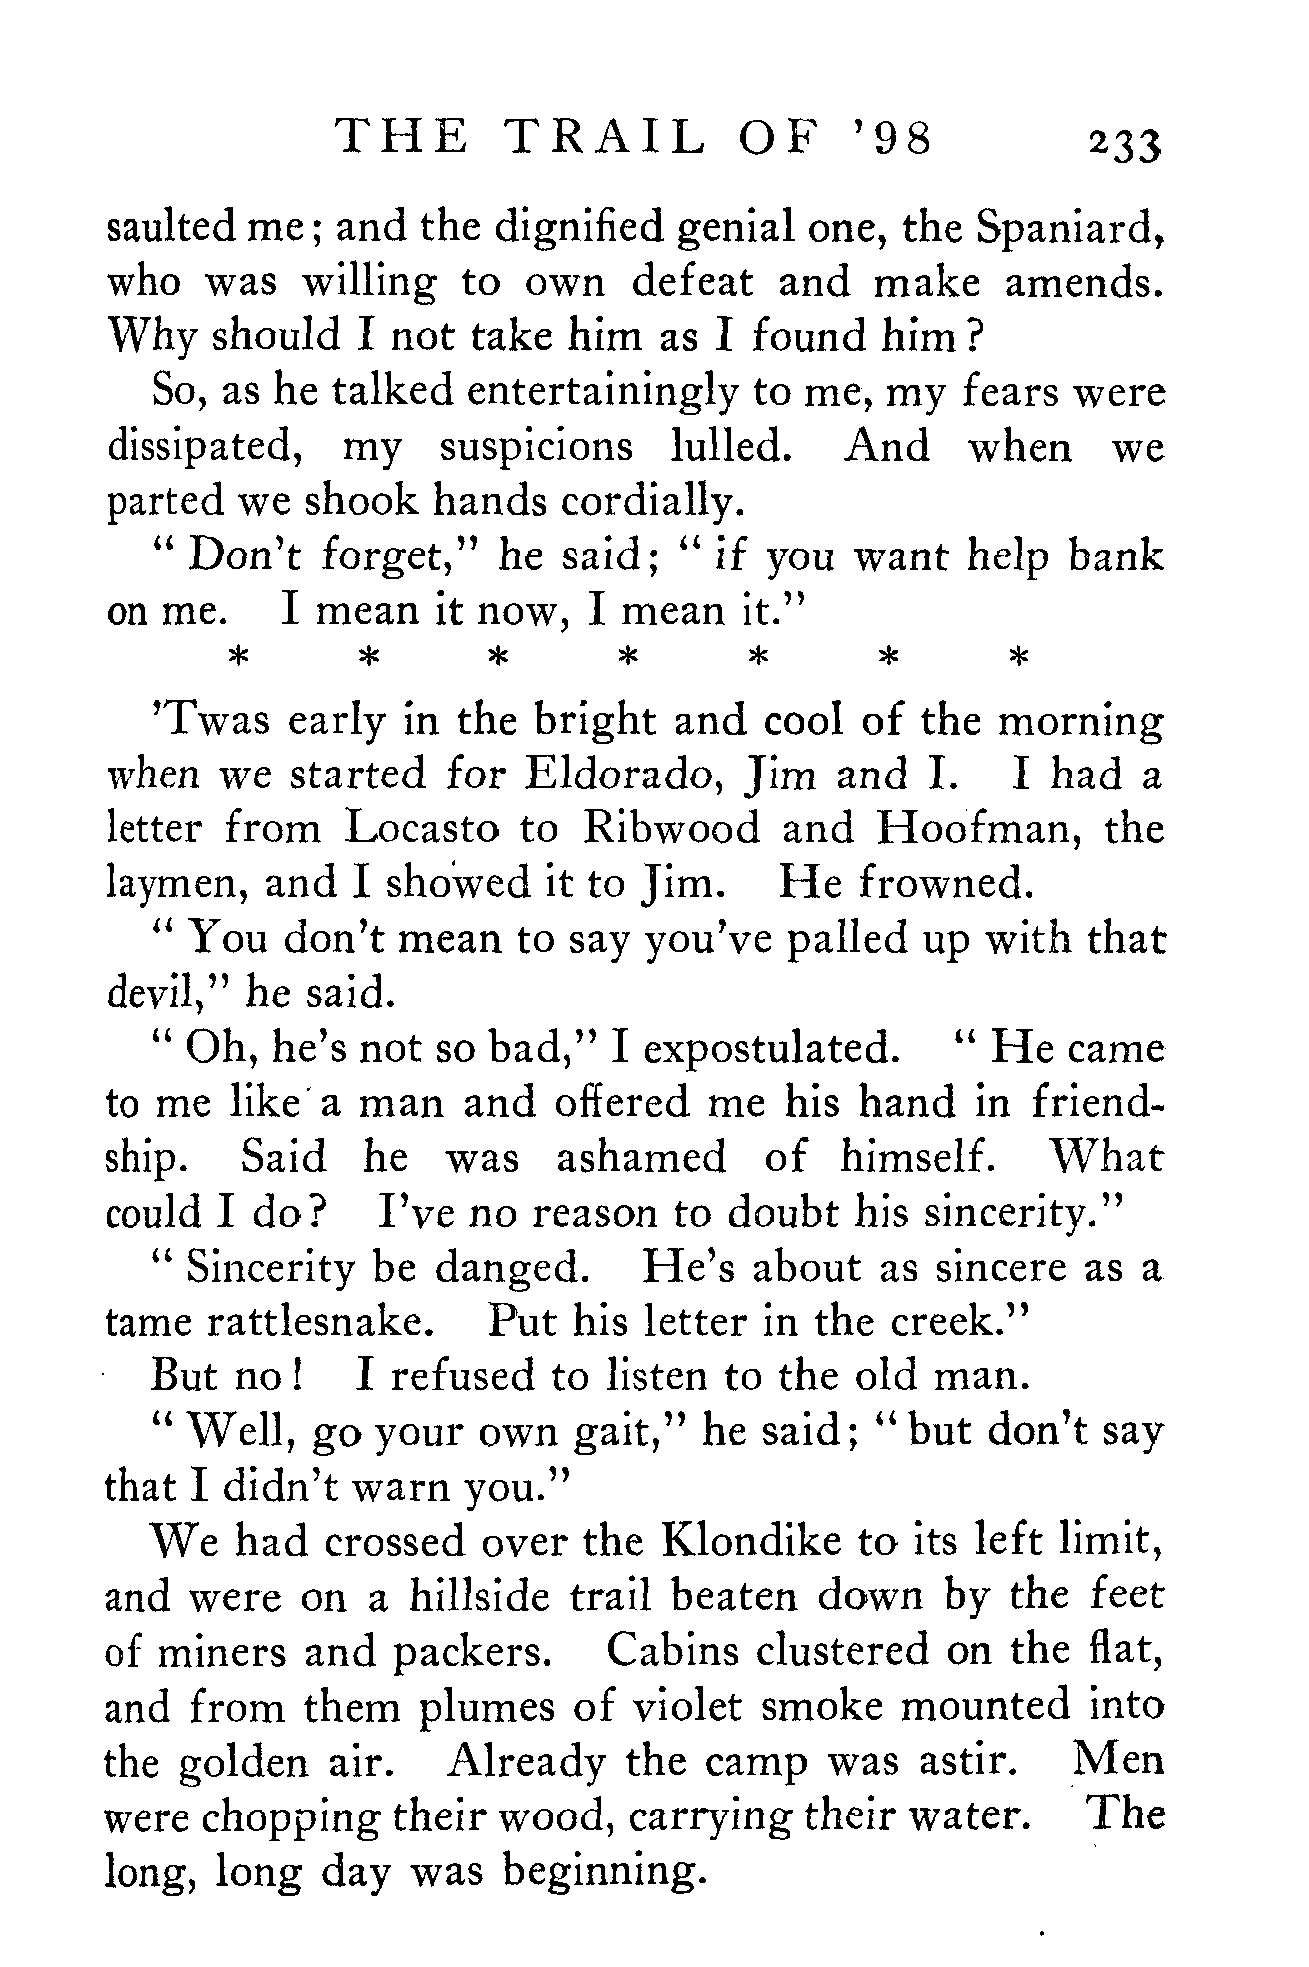 THE TRAIL OF '98 233
saulted me; and the dignified genial one, the Spaniard,
who was willing to own defeat and make amends.
Why should I not take him as I found him?
So, as he talked entertainingly to me, my fears were
dissipated, my suspicions lulled. And when we
parted we shook hands cordially.
"Don't forget," he said; "if you want help bank
on me. I mean it now, I mean it."
* * * * * * *
'Twas early in the bright and cool of the morning
when we started for Eldorado, Jim and I. I had a
letter from Locasto to Ribwood and Hoofman, the
laymen, and I showed it to Jim. He frowned.
"You don't mean to say you've palled up with that
devil," he said.
"Oh, he's not so bad," I expostulated. "He came
to me like a man and offered me his hand in friend-
ship. Said he was ashamed of himself. What
could I do? I've no reason to doubt his sincerity."
"Sincerity be danged. He's about as sincere as a
tame rattlesnake. Put his letter in the creek."
But no! I refused to listen to the old man.
"Well, go your own gait," he said; "but don't say
that I didn't warn you."
We had crossed over the Klondike to its left limit,
and were on a hillside trail beaten down by the feet
of miners and packers. Cabins clustered on the flat,
and from them plumes of violet smoke mounted into
the golden air. Already the camp was astir. Men
were chopping their wood, carrying their water. The
long, long day was beginning.